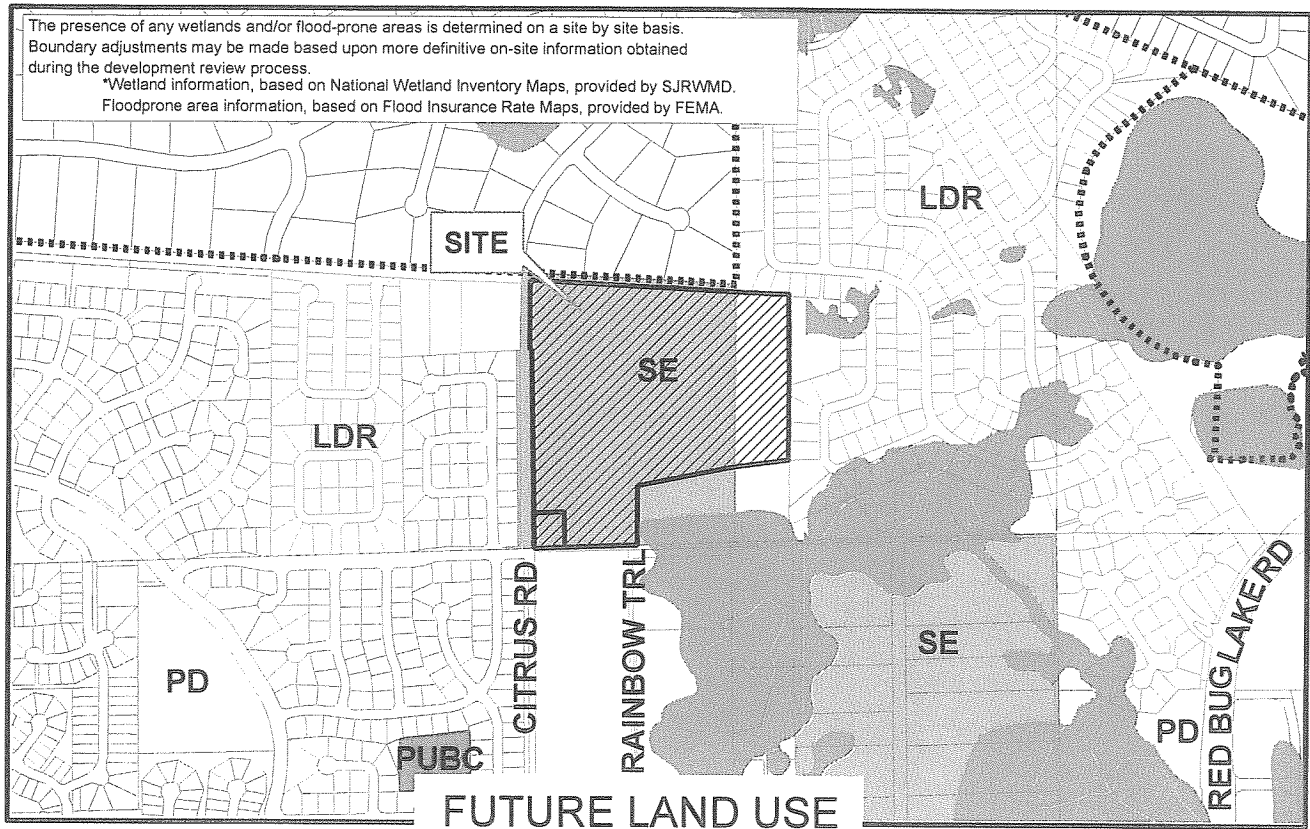 The presence of any wetlands and/or flood-prone areas is determined on a site by site basis.
Boundary adjustments may be made based upon more definitive on-site information obtained
during the development review process.
*Wetland information, based on National Wetland Inventory Maps, provided by SJRWMD.
Floodprone area information, based on Flood Insurance Rate Maps, provided by FEMA.
LDR
SITE
SE
LDR
CITRUS RD
RAINBOW TRL
SE
RED BUG LAKE RD
PD
PD
PUBC
FUTURE LAND USE